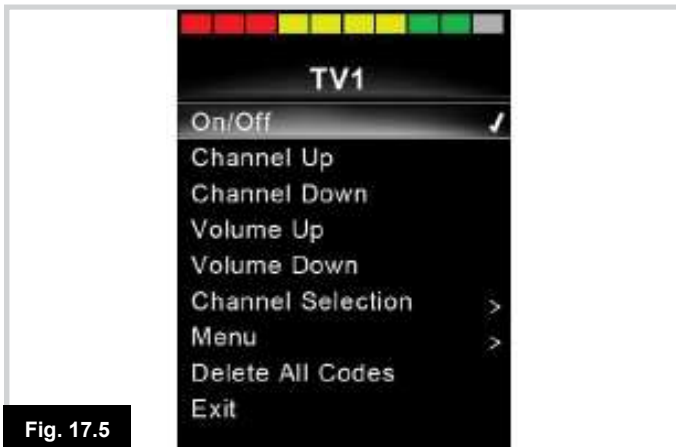 TV1
On/Off ✓
Channel Up
Channel Down
Volume Up
Volume Down
Channel Selection >
Menu >
Delete All Codes
Exit
Fig. 17.5